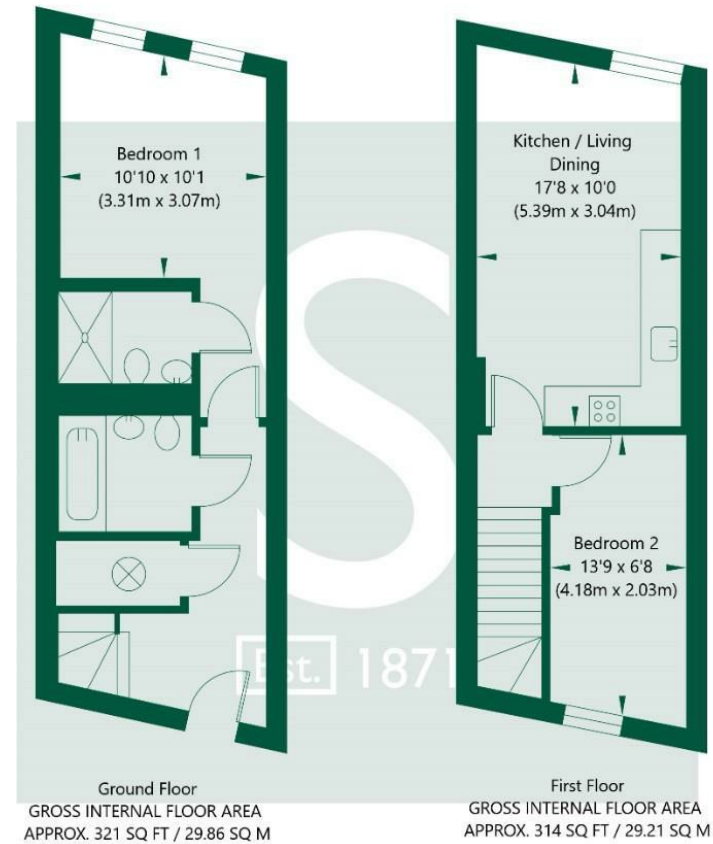 Bedroom 1
10'10 x 10'1
(3.31m x 3.07m)
Kitchen / Living
Dining
17'8 x 10'0
(5.39m x 3.04m)
Bedroom 2
13'9 x 6'8
(4.18m x 2.03m)
S
Est. 1871
Ground Floor
GROSS INTERNAL FLOOR AREA
APPROX. 321 SQ FT / 29.86 SQ M
First Floor
GROSS INTERNAL FLOOR AREA
APPROX. 314 SQ FT / 29.21 SQ M